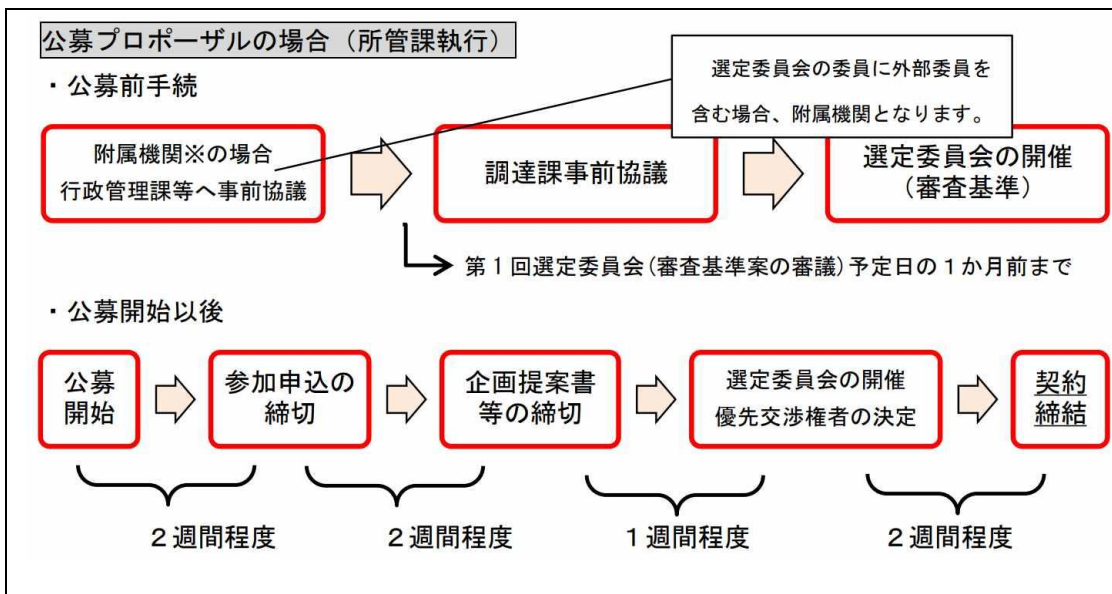 公募プロポーザルの場合（所管課執行）
・公募前手続
選定委員会の委員に外部委員を
含む場合、附属機関となります。
附属機関※の場合
行政管理課等へ事前協議
調達課事前協議
選定委員会の開催
（審査基準）
第１回選定委員会(審査基準案の審議)予定日の１か月前まで
・公募開始以後
公募
開始
参加申込の
締切
企画提案書
等の締切
選定委員会の開催
優先交渉権者の決定
契約
締結
２週間程度
２週間程度
１週間程度
２週間程度